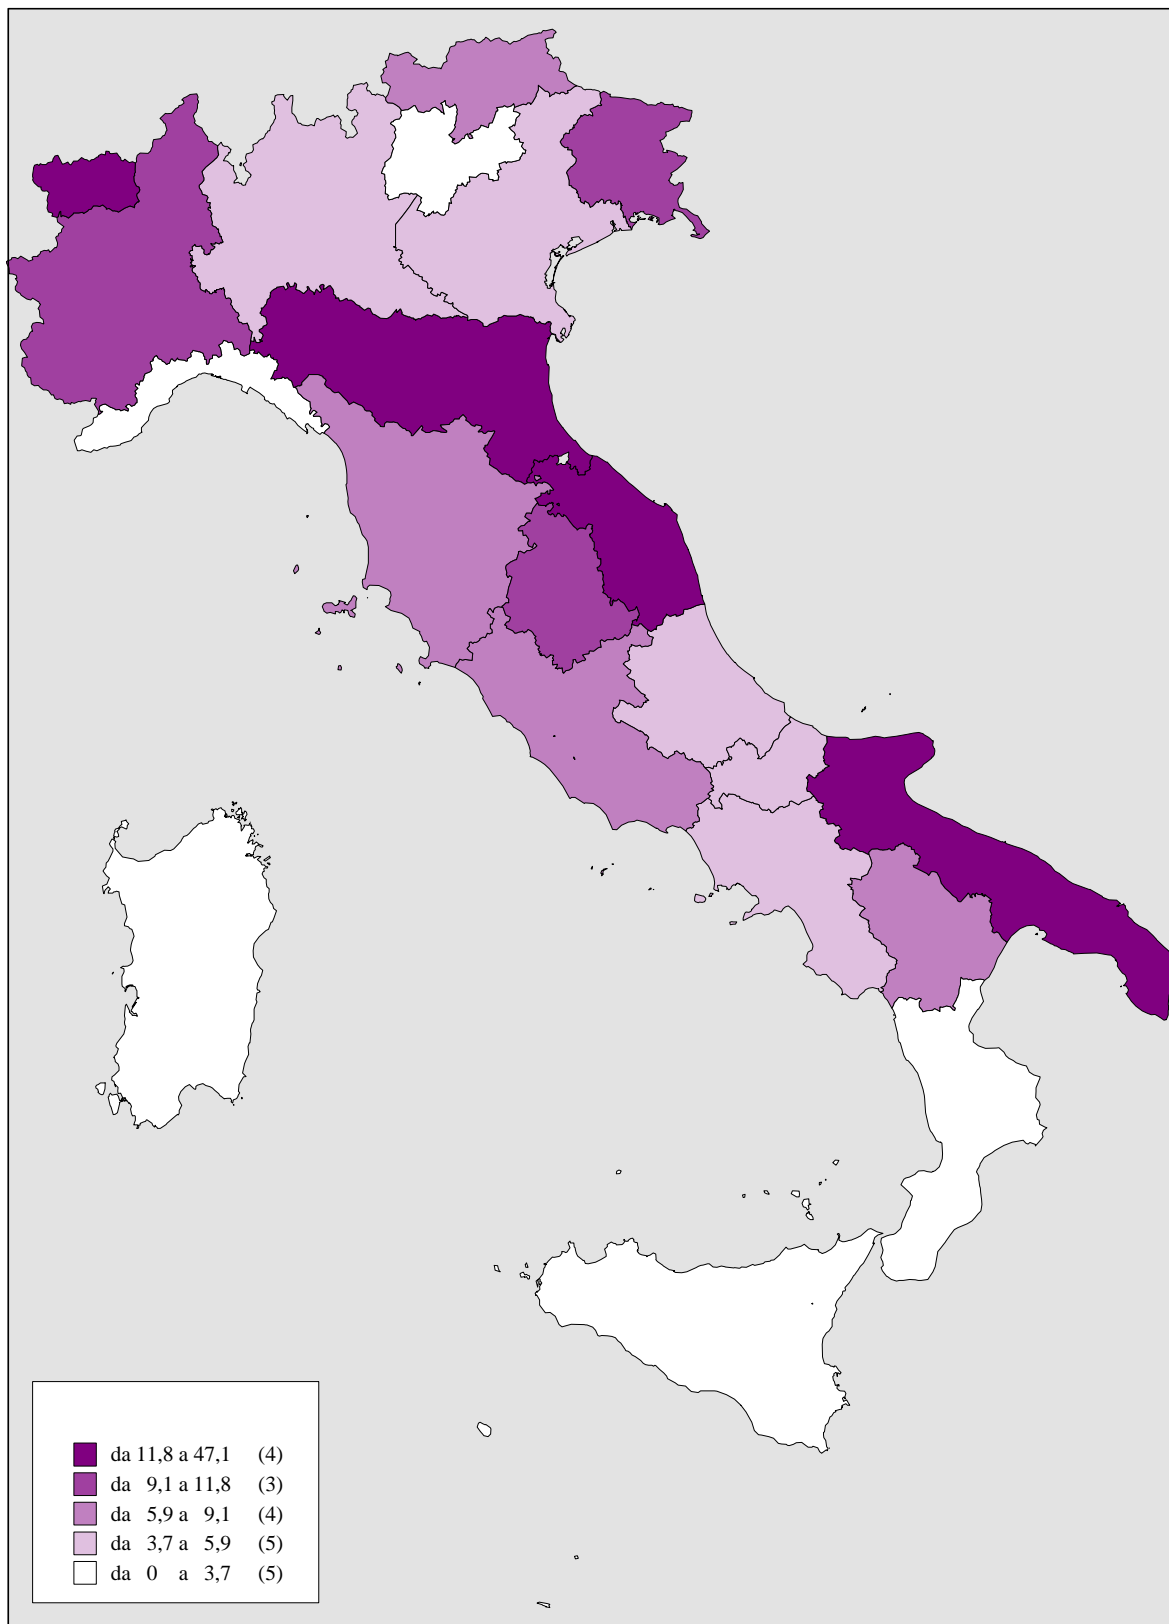 da 11,8 a 47,1 (4)
da 9,1 a 11,8 (3)
da 5,9 a 9,1 (4)
da 3,7 a 5,9 (5)
da 0 a 3,7 (5)